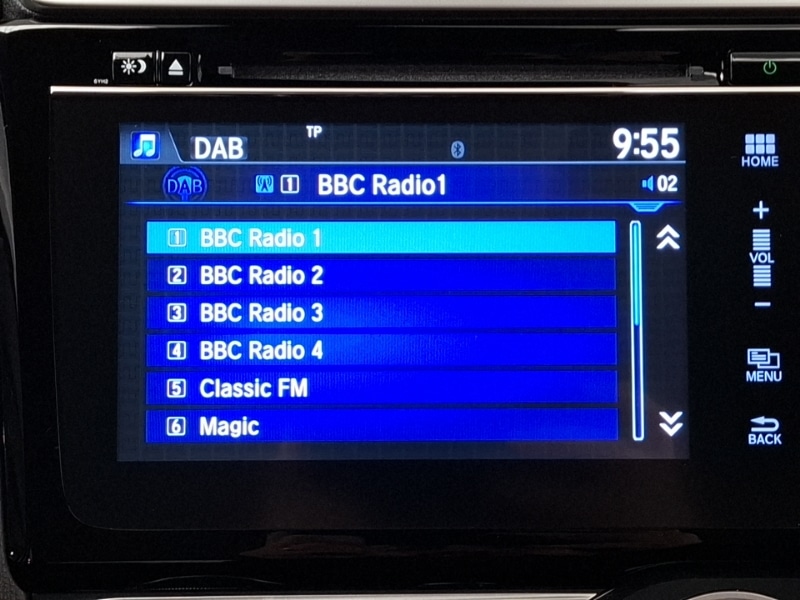 SYH2
TP
DAB
9:55
HOME
DAB
1 BBC Radio1
02
+
VOL
−
1 BBC Radio 1
2 BBC Radio 2
3 BBC Radio 3
4 BBC Radio 4
5 Classic FM
6 Magic
MENU
BACK